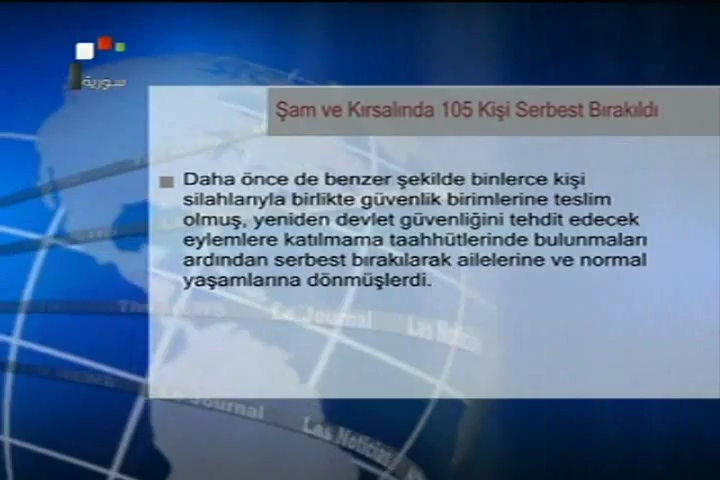 سورية
Şam ve Kırsalında 105 Kişi Serbest Bırakıldı
Daha önce de benzer şekilde binlerce kişi
silahlarıyla birlikte güvenlik birimlerine teslim
olmuş, yeniden devlet güvenliğini tehdit edecek
eylemlere katılmama taahhütlerinde bulunmaları
ardından serbest bırakılarak ailelerine ve normal
yaşamlarına dönmüşlerdi.
Le Journal
Las Noticias
Journal
Las Noticias